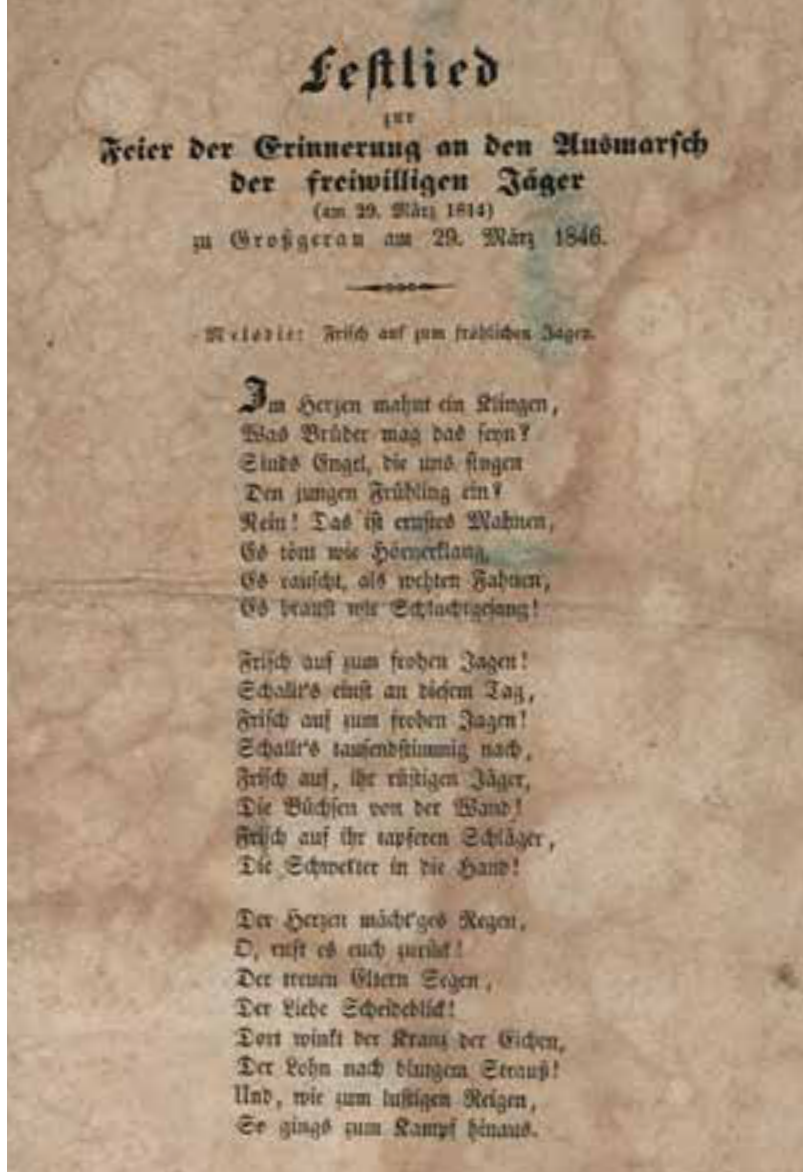 Festlied
zur
Feier der Erinnerung an den Ausmarsch
der freiwilligen Jäger
(am 29. März 1814)
zu Großgerau am 29. März 1846.
Melodie: Frisch auf zum fröhlichen Jagen.
Im Herzen mahnt ein Klingen,
Was Brüder mag das seyn?
Sinds Engel, die uns singen
Den jungen Frühling ein?
Nein! Das ist ernstes Mahnen,
Es tönt wie Hörnerklang,
Es rauscht, als wehten Fahnen,
Es braust wie Schlachtgesang!
Frisch auf zum frohen Jagen!
Schallt's einst an diesem Tag,
Frisch auf zum frohen Jagen!
Schallt's tausendstimmig nach,
Frisch auf, ihr rüstigen Jäger,
Die Büchsen von der Wand!
Frisch auf ihr tapferen Schläger,
Die Schwerter in die Hand!
Der Herzen mächt'ges Regen,
O, ruft es euch zurück!
Der treuen Eltern Segen,
Der Liebe Scheideblick!
Dort winkt der Kranz der Eichen,
Der Lohn nach blutgem Strauß!
Und, wie zum lustigen Reigen,
So gings zum Kampf hinaus.